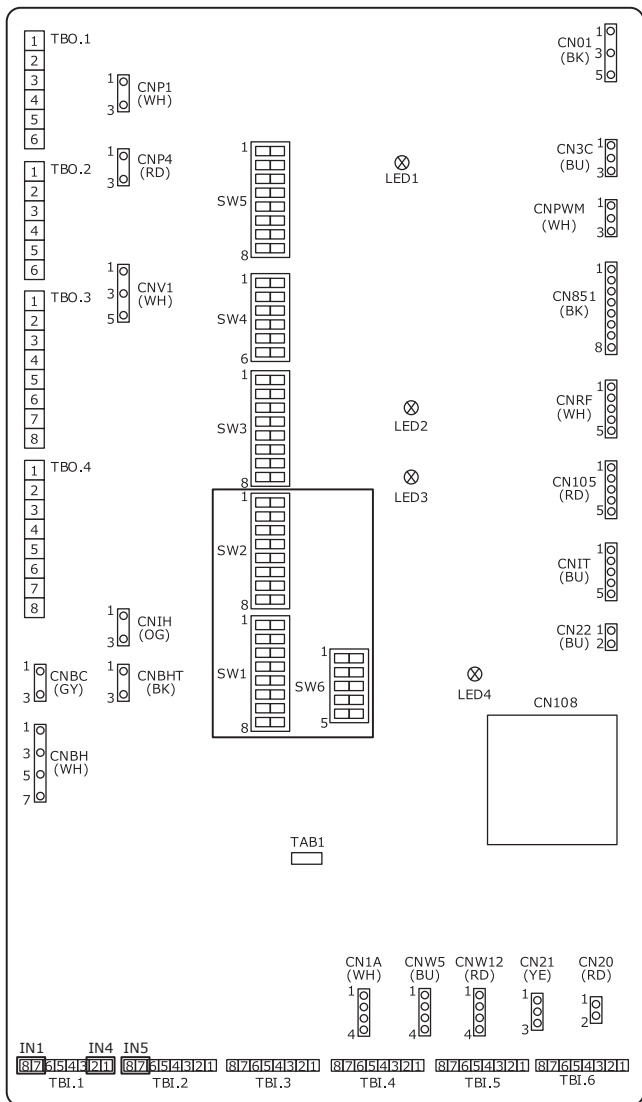 1 TBO.1
2
3
4
5
6
1 CNP1
3 (WH)
1 CNP4
3 (RD)
1 TBO.2
2
3
4
5
6
1 CNV1
3 (WH)
5
1 TBO.3
2
3
4
5
6
7
8
1 TBO.4
2
3
4
5
6
7
8
1 CNIH
3 (OG)
1 CNBC
3 (GY)
1 CNBHT
3 (BK)
1
3 CNBH
5 (WH)
7
1
SW5
8
1
SW4
6
1
SW3
8
1
SW2
8
1
SW1
8
1
SW6
5
LED1
LED2
LED3
LED4
CN01 1
(BK) 3
5
CN3C 1
(BU) 3
CNPWM 1
(WH) 3
1
CN851
(BK)
8
CNRF 1
(WH)
5
CN105 1
(RD)
5
CNIT 1
(BU)
5
CN22 1
(BU) 2
CN108
TAB1
CN1A
(WH)
1
4
CNW5
(BU)
1
4
CNW12
(RD)
1
4
CN21
(YE)
1
3
CN20
(RD)
1
2
IN1 IN4 IN5
8 7 6 5 4 3 2 1
TBI.1
8 7 6 5 4 3 2 1
TBI.2
8 7 6 5 4 3 2 1
TBI.3
8 7 6 5 4 3 2 1
TBI.4
8 7 6 5 4 3 2 1
TBI.5
8 7 6 5 4 3 2 1
TBI.6